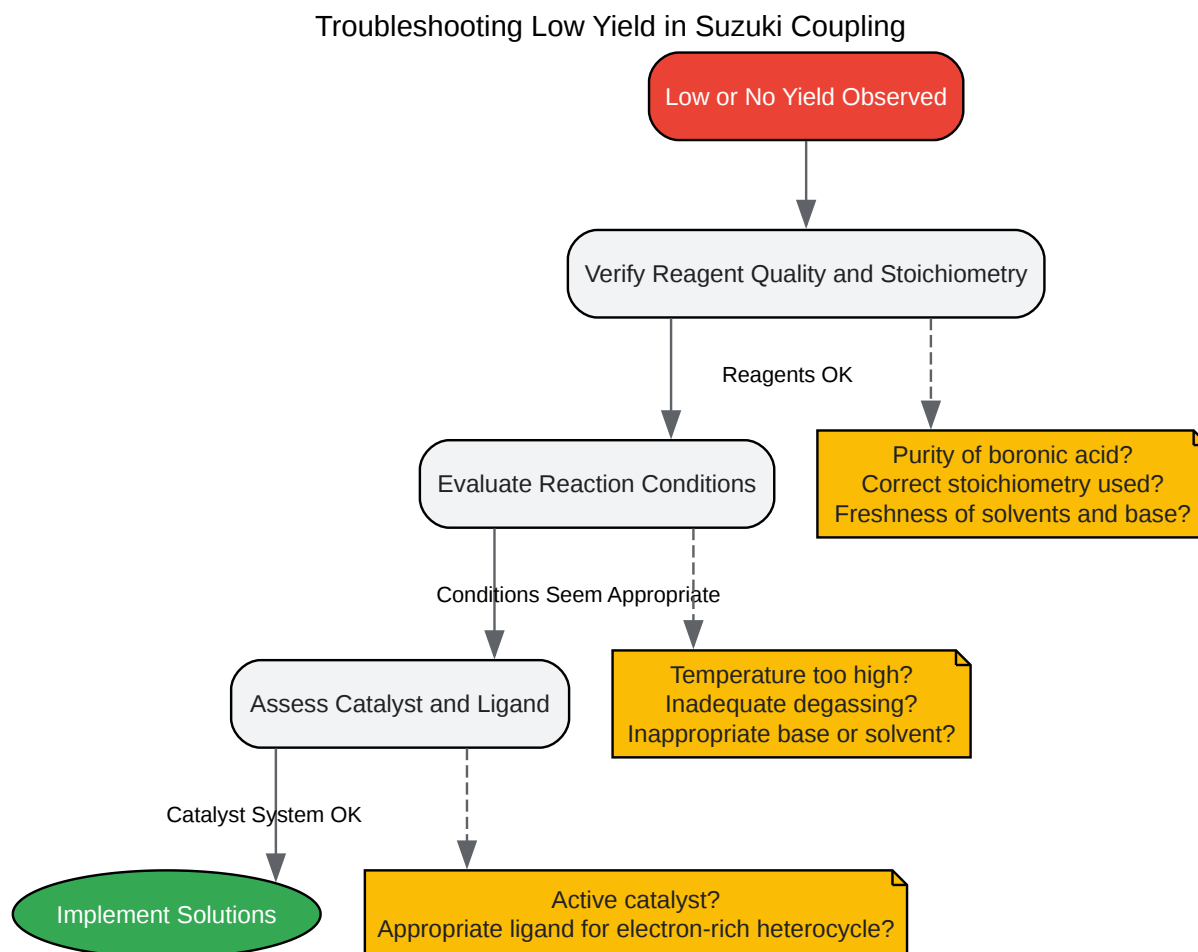 Troubleshooting Low Yield in Suzuki Coupling
Low or No Yield Observed
Verify Reagent Quality and Stoichiometry
Reagents OK
Purity of boronic acid?
Correct stoichiometry used?
Freshness of solvents and base?
Evaluate Reaction Conditions
Conditions Seem Appropriate
Temperature too high?
Inadequate degassing?
Inappropriate base or solvent?
Assess Catalyst and Ligand
Catalyst System OK
Active catalyst?
Appropriate ligand for electron-rich heterocycle?
Implement Solutions